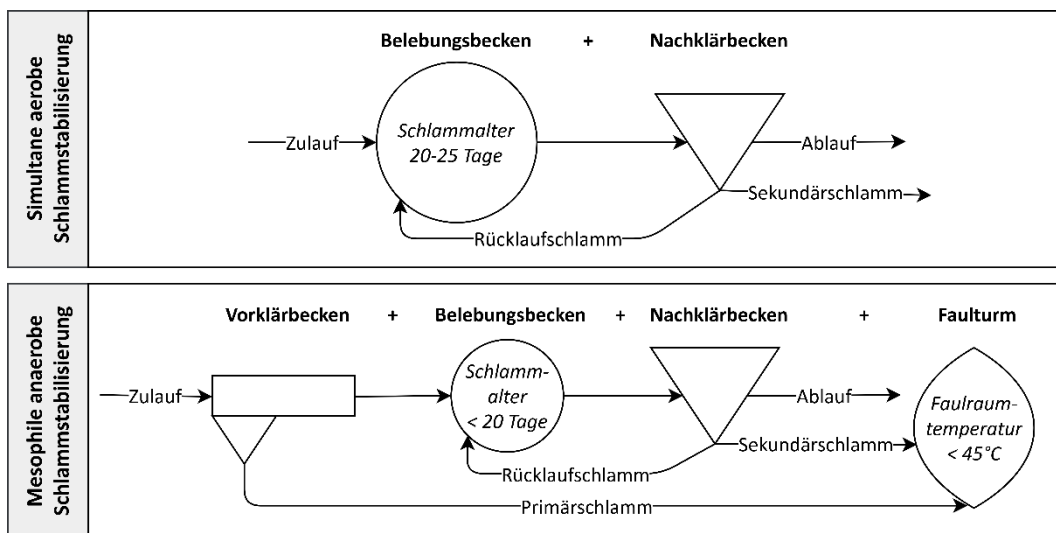 Simultane aerobe
Schlammstabilisierung
Belebungsbecken + Nachklärbecken
Zulauf
Schlammalter
20-25 Tage
Ablauf
Sekundärschlamm
Rücklaufschlamm
Mesophile anaerobe
Schlammstabilisierung
Vorklärbecken + Belebungsbecken + Nachklärbecken + Faulturm
Zulauf
Schlamm-
alter
< 20 Tage
Ablauf
Faulraum-
temperatur
< 45°C
Sekundärschlamm
Rücklaufschlamm
Primärschlamm